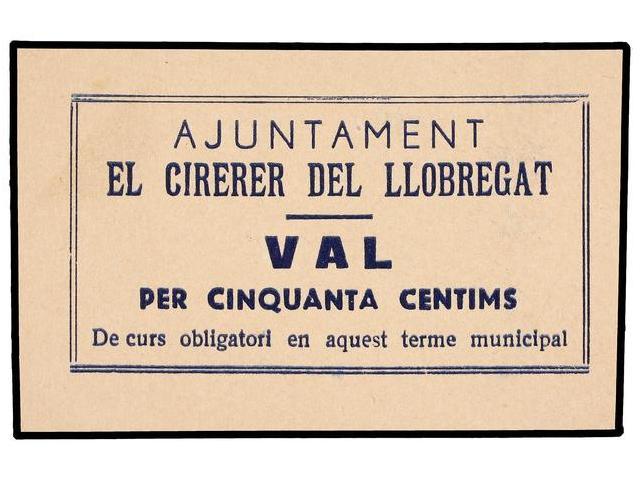 AJUNTAMENT
EL CIRERER DEL LLOBREGAT
VAL
PER CINQUANTA CENTIMS
De curs obligatori en aquest terme municipal